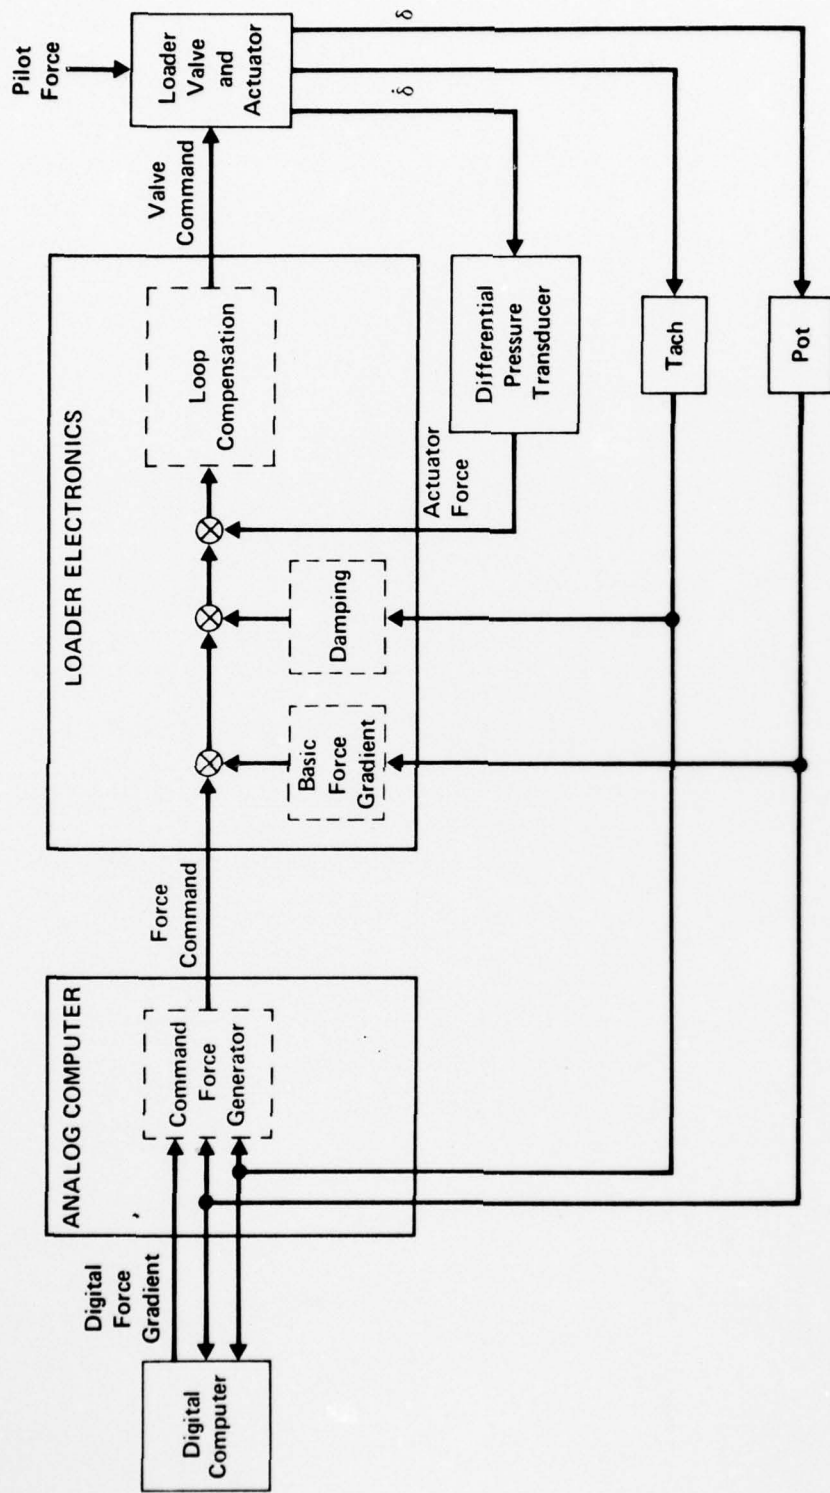 Pilot
Force
Loader
Valve
and
Actuator
Valve
Command
δ̇
δ
LOADER ELECTRONICS
Loop
Compensation
Actuator
Force
Differential
Pressure
Transducer
Damping
Basic
Force
Gradient
Tach
Pot
Force
Command
ANALOG COMPUTER
Command
Force
Generator
Digital
Force
Gradient
Digital
Computer